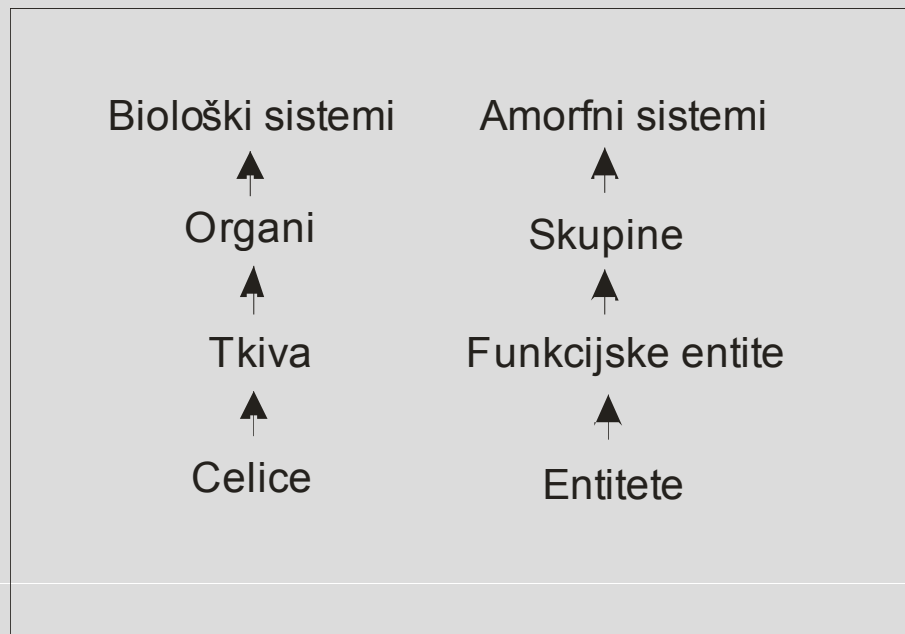 Biološki sistemi
Amorfni sistemi
Organi
Skupine
Tkiva
Funkcijske entite
Celice
Entitete